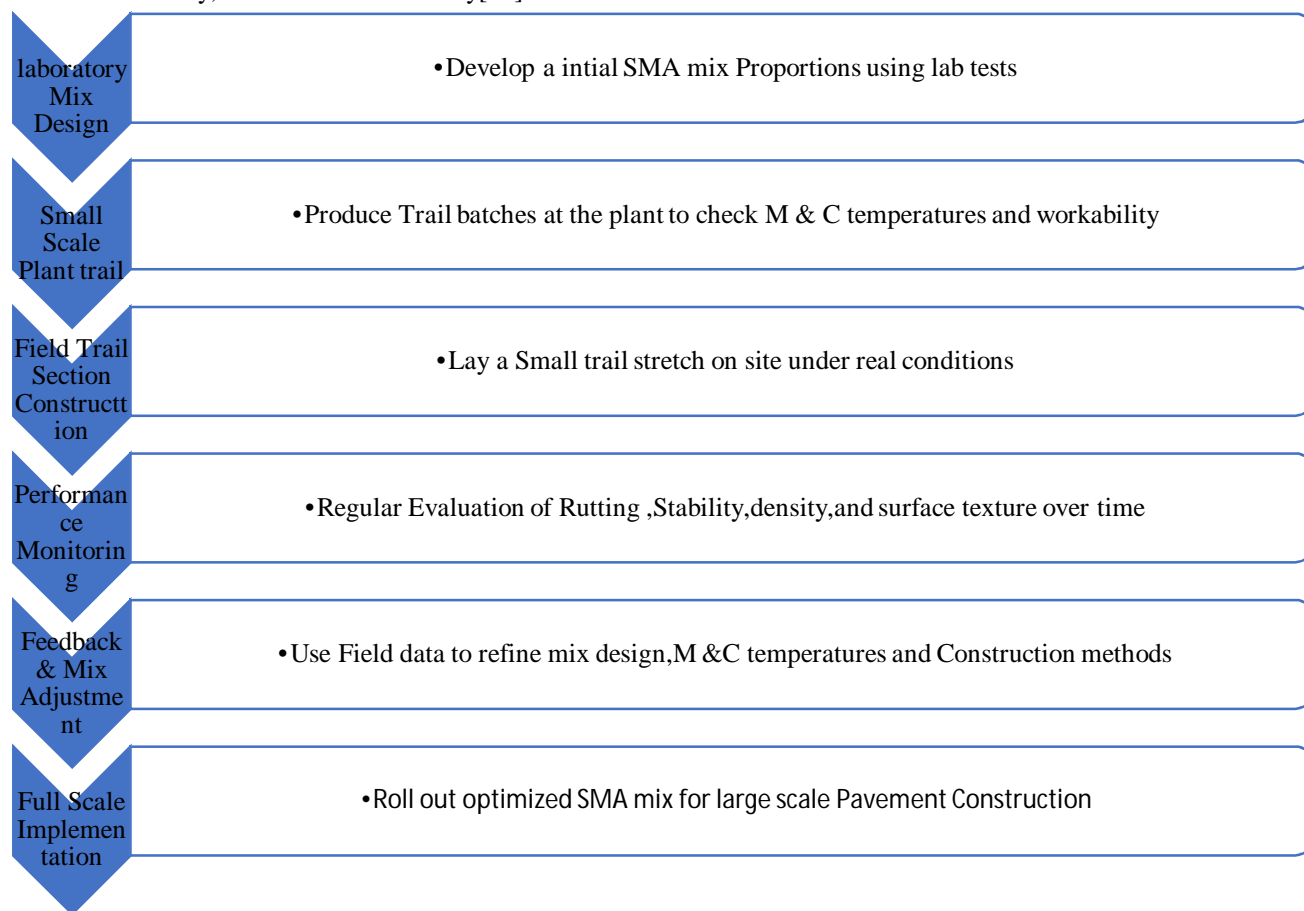 laboratory
Mix
Design
•Develop a intial SMA mix Proportions using lab tests
Small
Scale
Plant trail
•Produce Trail batches at the plant to check M & C temperatures and workability
Field Trail
Section
Constructt
ion
•Lay a Small trail stretch on site under real conditions
Performan
ce
Monitorin
g
•Regular Evaluation of Rutting ,Stability,density,and surface texture over time
Feedback
& Mix
Adjustme
nt
•Use Field data to refine mix design,M &C temperatures and Construction methods
Full Scale
Implemen
tation
•Roll out optimized SMA mix for large scale Pavement Construction